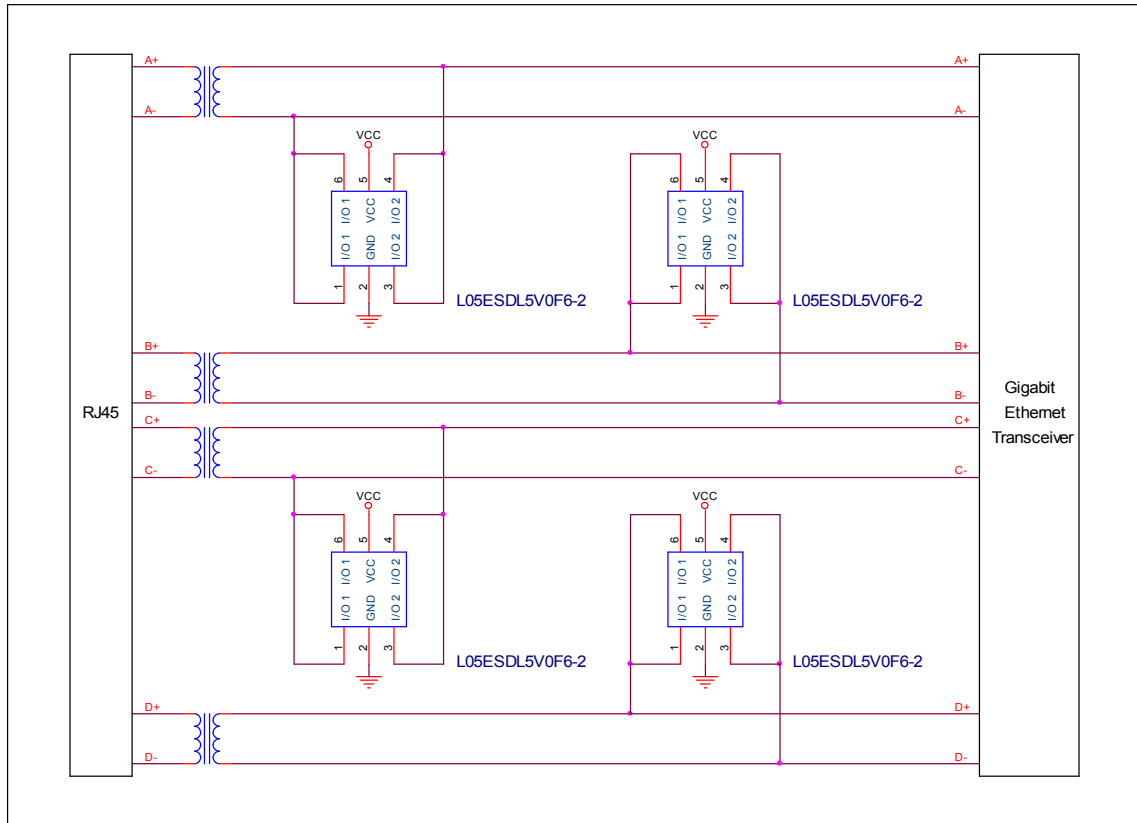 A+ A+
A- A-
VCC VCC
6 5 4 6 5 4
I/O 1 VCC I/O 2 I/O 1 VCC I/O 2
I/O 1 GND I/O 2 I/O 1 GND I/O 2
1 2 3 1 2 3
L05ESDL5V0F6-2 L05ESDL5V0F6-2
B+ B+
B- B-
RJ45
Gigabit
Ethernet
Transceiver
C+ C+
C- C-
VCC VCC
6 5 4 6 5 4
I/O 1 VCC I/O 2 I/O 1 VCC I/O 2
I/O 1 GND I/O 2 I/O 1 GND I/O 2
1 2 3 1 2 3
L05ESDL5V0F6-2 L05ESDL5V0F6-2
D+ D+
D- D-